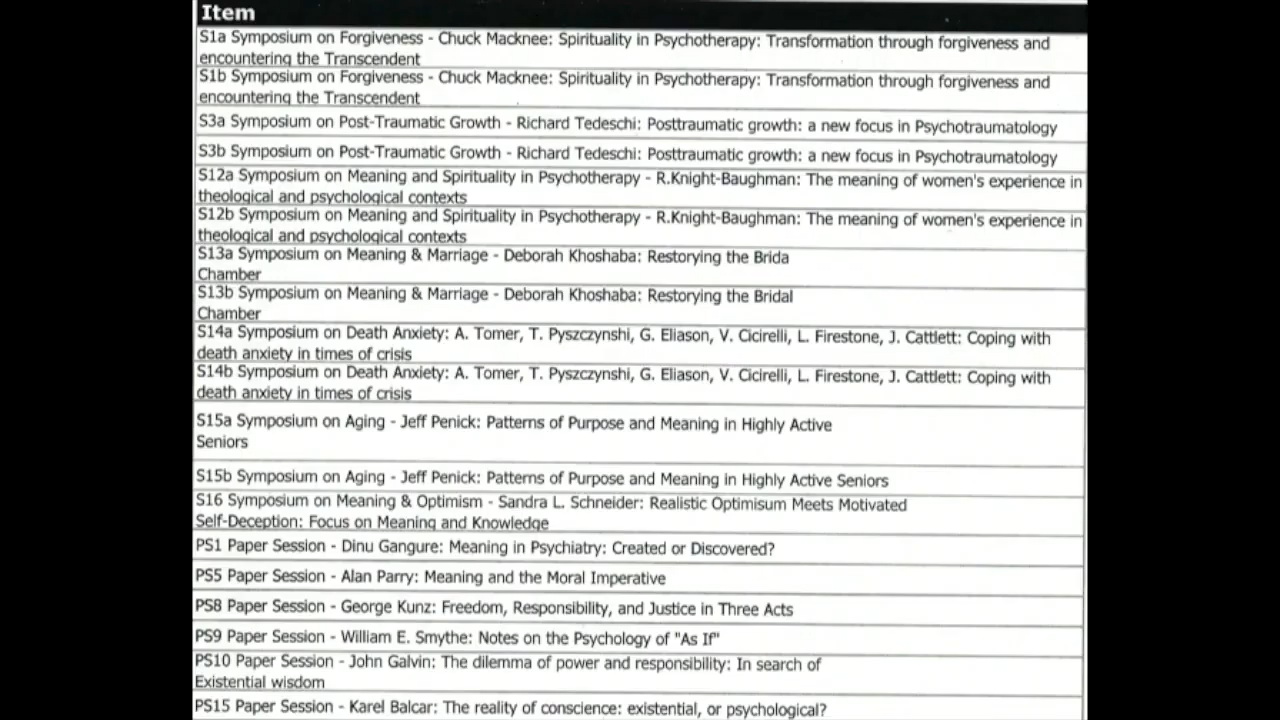 Item
S1a Symposium on Forgiveness - Chuck Macknee: Spirituality in Psychotherapy: Transformation through forgiveness and
encountering the Transcendent
S1b Symposium on Forgiveness - Chuck Macknee: Spirituality in Psychotherapy: Transformation through forgiveness and
encountering the Transcendent
S3a Symposium on Post-Traumatic Growth - Richard Tedeschi: Posttraumatic growth: a new focus in Psychotraumatology
S3b Symposium on Post-Traumatic Growth - Richard Tedeschi: Posttraumatic growth: a new focus in Psychotraumatology
S12a Symposium on Meaning and Spirituality in Psychotherapy - R.Knight-Baughman: The meaning of women's experience in
theological and psychological contexts
S12b Symposium on Meaning and Spirituality in Psychotherapy - R.Knight-Baughman: The meaning of women's experience in
theological and psychological contexts
S13a Symposium on Meaning & Marriage - Deborah Khoshaba: Restorying the Brida
Chamber
S13b Symposium on Meaning & Marriage - Deborah Khoshaba: Restorying the Bridal
Chamber
S14a Symposium on Death Anxiety: A. Tomer, T. Pyszczynshi, G. Eliason, V. Cicirelli, L. Firestone, J. Cattlett: Coping with
death anxiety in times of crisis
S14b Symposium on Death Anxiety: A. Tomer, T. Pyszczynshi, G. Eliason, V. Cicirelli, L. Firestone, J. Cattlett: Coping with
death anxiety in times of crisis
S15a Symposium on Aging - Jeff Penick: Patterns of Purpose and Meaning in Highly Active
Seniors
S15b Symposium on Aging - Jeff Penick: Patterns of Purpose and Meaning in Highly Active Seniors
S16 Symposium on Meaning & Optimism - Sandra L. Schneider: Realistic Optimisum Meets Motivated
Self-Deception: Focus on Meaning and Knowledge
PS1 Paper Session - Dinu Gangure: Meaning in Psychiatry: Created or Discovered?
PS5 Paper Session - Alan Parry: Meaning and the Moral Imperative
PS8 Paper Session - George Kunz: Freedom, Responsibility, and Justice in Three Acts
PS9 Paper Session - William E. Smythe: Notes on the Psychology of "As If"
PS10 Paper Session - John Galvin: The dilemma of power and responsibility: In search of
Existential wisdom
PS15 Paper Session - Karel Balcar: The reality of conscience: existential, or psychological?